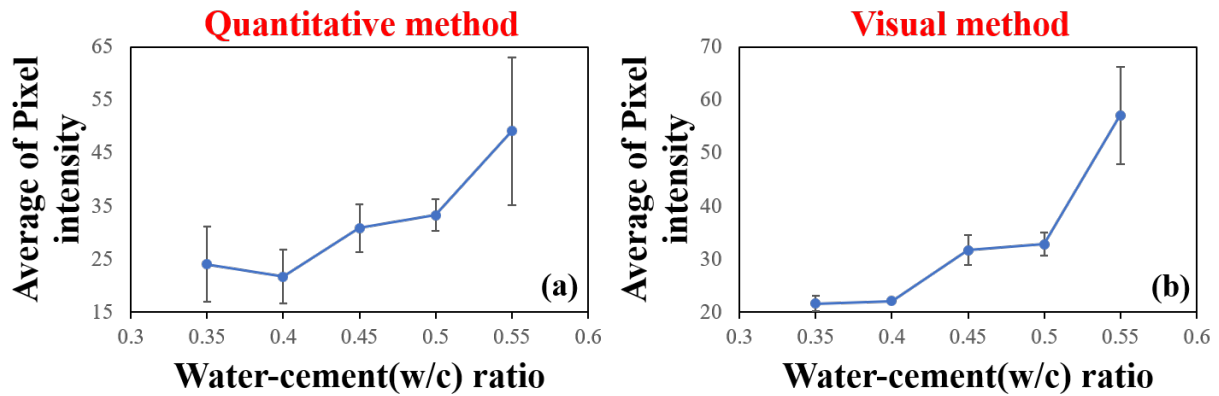 Quantitative method
Average of Pixel
intensity
65
55
45
35
25
15
0.3 0.35 0.4 0.45 0.5 0.55 0.6
(a)
Water-cement(w/c) ratio
Visual method
Average of Pixel
intensity
70
60
50
40
30
20
0.3 0.35 0.4 0.45 0.5 0.55 0.6
(b)
Water-cement(w/c) ratio